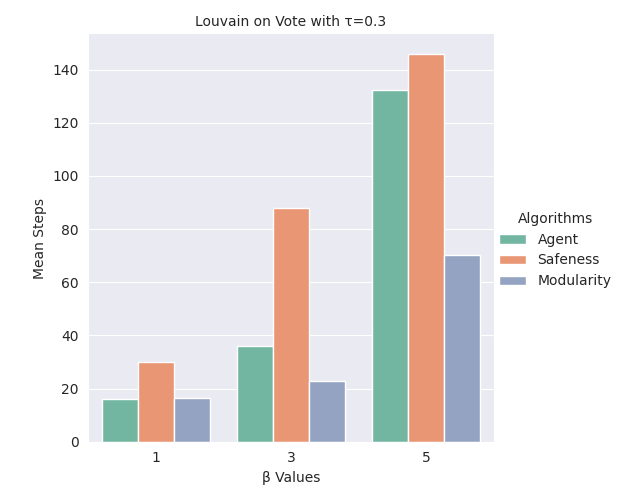 Louvain on Vote with τ=0.3
140
120
100
80
60
40
20
0
Mean Steps
1
3
5
β Values
Algorithms
Agent
Safeness
Modularity